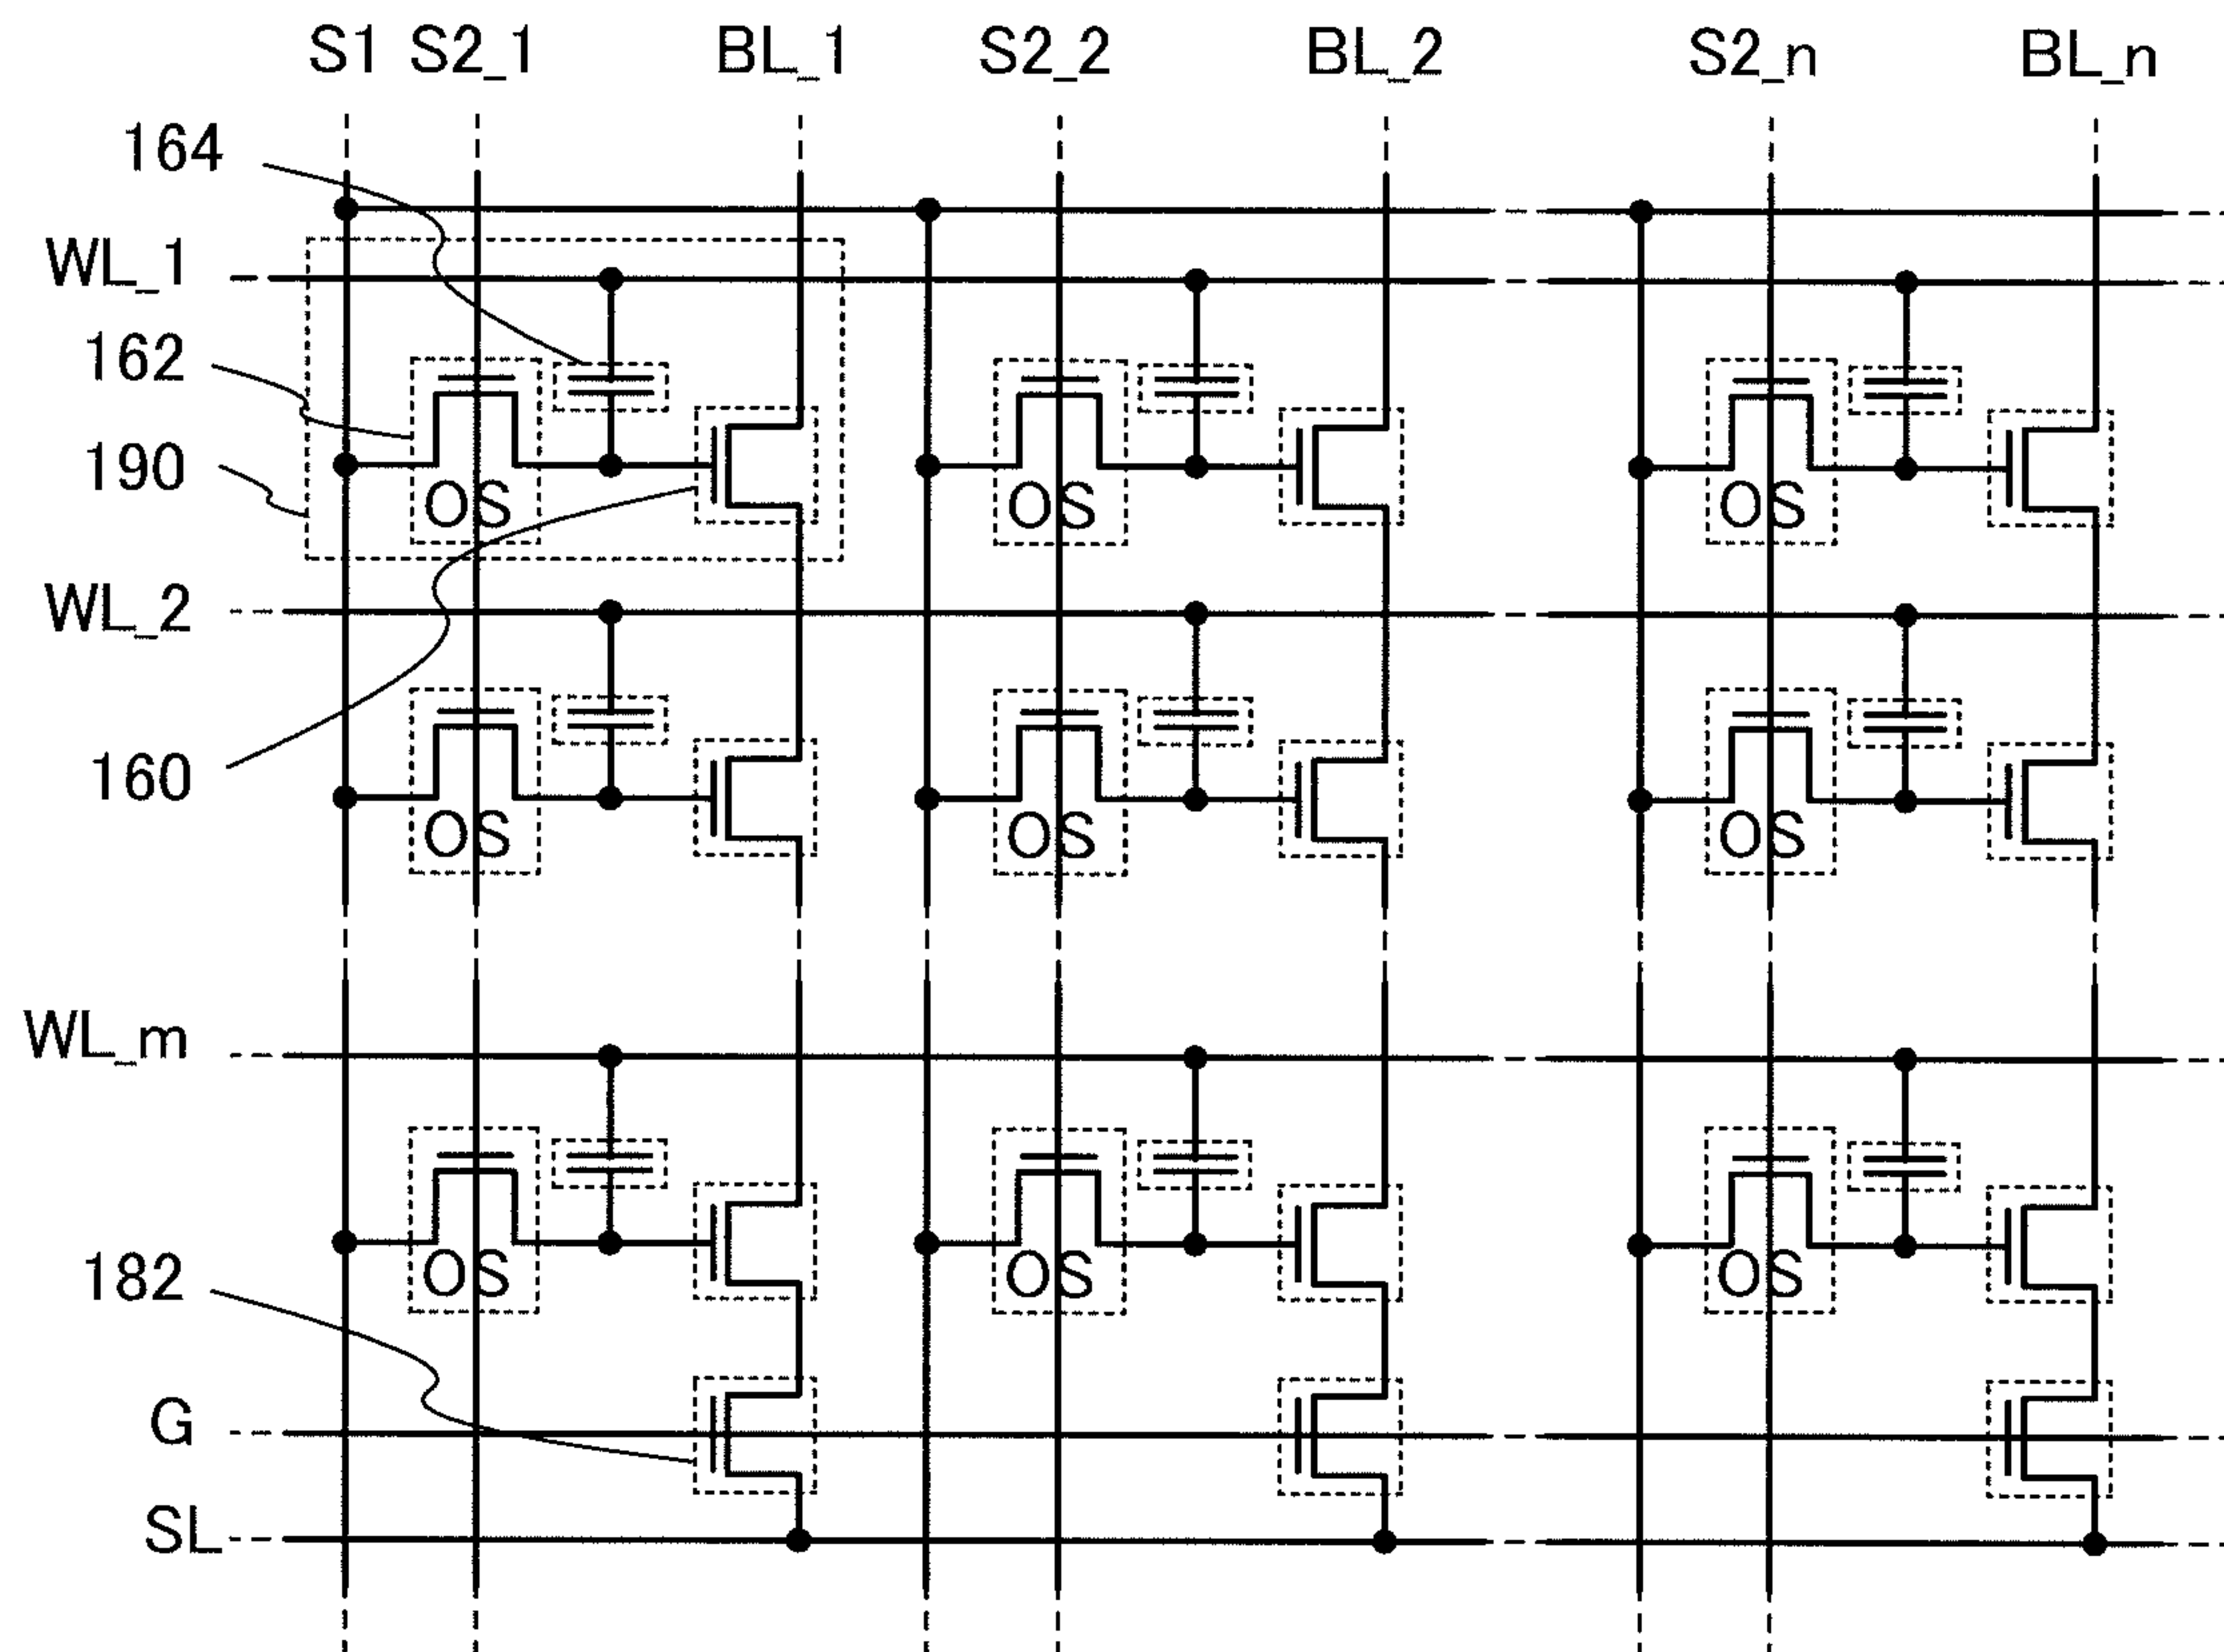 S1 S2_1 BL_1 S2_2 BL_2 S2_n BL_n
164
WL_1
162
190
OS OS OS
WL_2
160
OS OS OS
WL_m
182
OS OS OS
G
SL